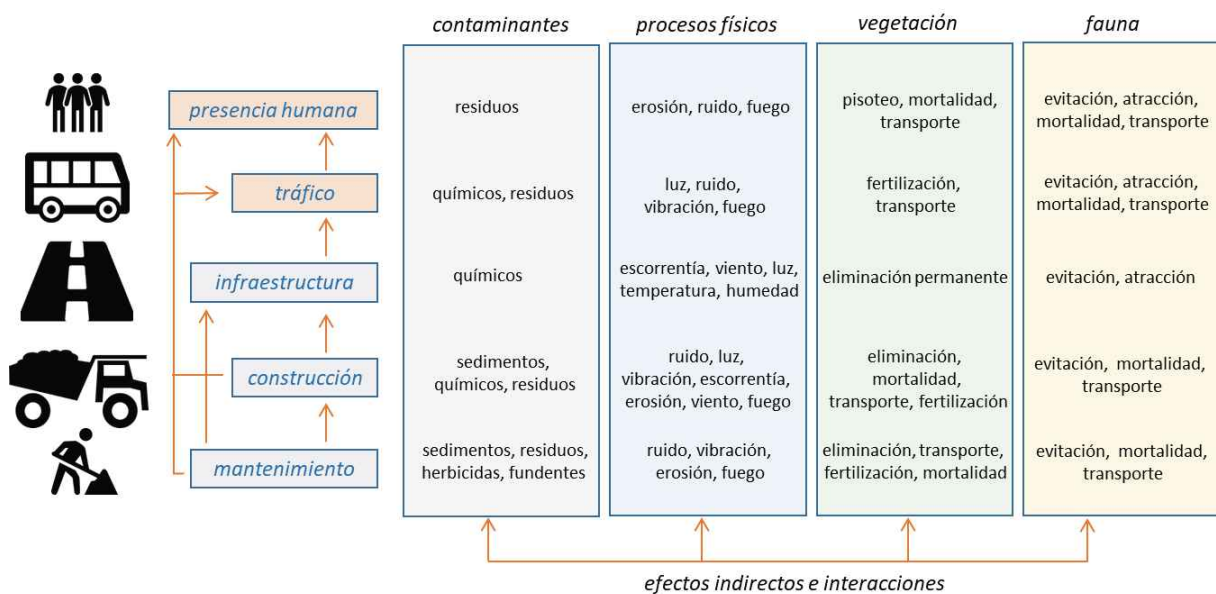 contaminantes
procesos físicos
vegetación
fauna
presencia humana
residuos
erosión, ruido, fuego
pisoteo, mortalidad,
transporte
evitación, atracción,
mortalidad, transporte
tráfico
químicos, residuos
luz, ruido,
vibración, fuego
fertilización,
transporte
evitación, atracción,
mortalidad, transporte
infraestructura
químicos
escorrentía, viento, luz,
temperatura, humedad
eliminación permanente
evitación, atracción
construcción
sedimentos,
químicos, residuos
ruido, luz,
vibración, escorrentía,
erosión, viento, fuego
eliminación,
mortalidad,
transporte, fertilización
evitación, mortalidad,
transporte
mantenimiento
sedimentos, residuos,
herbicidas, fundentes
ruido, vibración,
erosión, fuego
eliminación, transporte,
fertilización, mortalidad
evitación, mortalidad,
transporte
efectos indirectos e interacciones